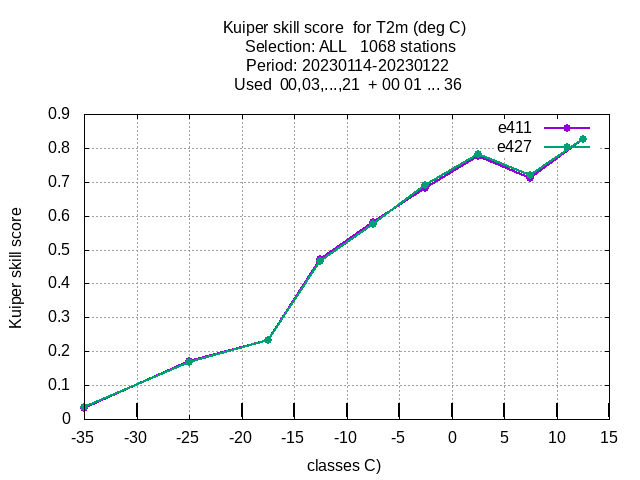 Kuiper skill score  for T2m (deg C)
Selection: ALL   1068 stations
Period: 20230114-20230122
Used  00,03,...,21  + 00 01 ... 36
e411
e427
Kuiper skill score
0.9
0.8
0.7
0.6
0.5
0.4
0.3
0.2
0.1
0
-35 -25 -25 -20 -15 -10 -5 0 5 10 15
classes C)